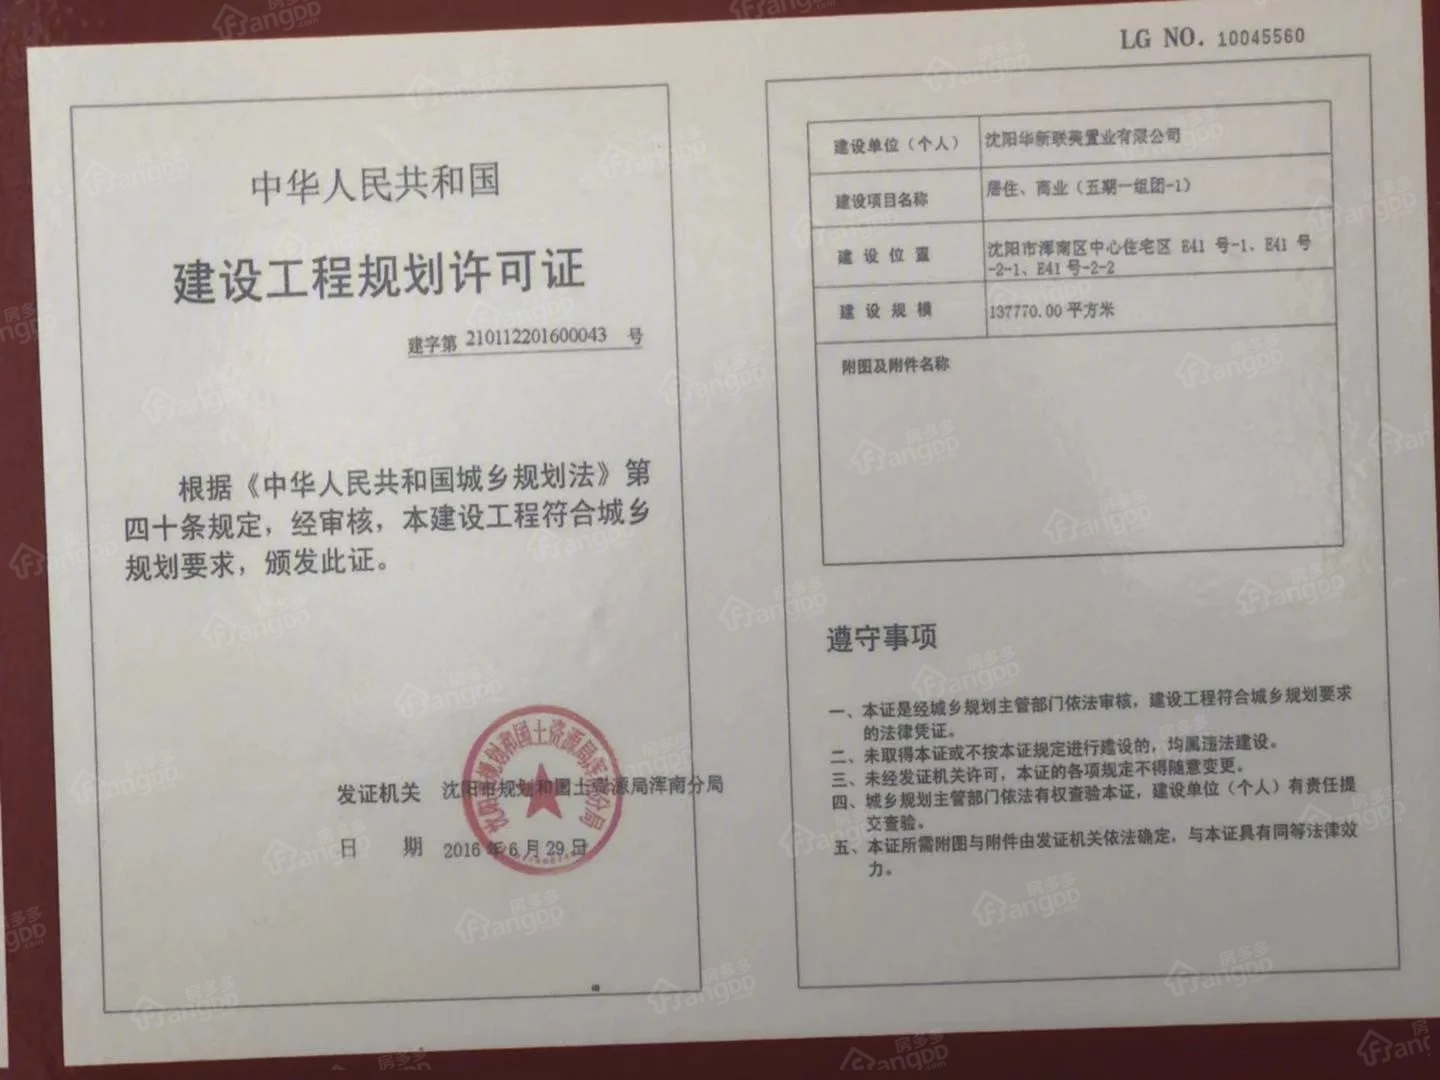 中华人民共和国
建设工程规划许可证
建字第 210112201600043 号
根据《中华人民共和国城乡规划法》第
四十条规定，经审核，本建设工程符合城乡
规划要求，颁发此证。
发证机关 沈阳市规划和国土资源局浑南分局
日 期 2016 年 6 月 29 日
LG NO. 10045560
建设单位（个人） 沈阳华新联美置业有限公司
建设项目名称 居住、商业（五期一组团-1）
建设位置 沈阳市浑南区中心住宅区 E41 号-1、E41 号
-2-1、E41 号-2-2
建设规模 137770.00 平方米
附图及附件名称
遵守事项
一、本证是经城乡规划主管部门依法审核，建设工程符合城乡规划要求
的法律凭证。
二、未取得本证或不按本证规定进行建设的，均属违法建设。
三、未经发证机关许可，本证的各项规定不得随意变更。
四、城乡规划主管部门依法有权查验本证，建设单位（个人）有责任提
交查验。
五、本证所需附图与附件由发证机关依法确定，与本证具有同等法律效
力。
房多多
FangDD
.com